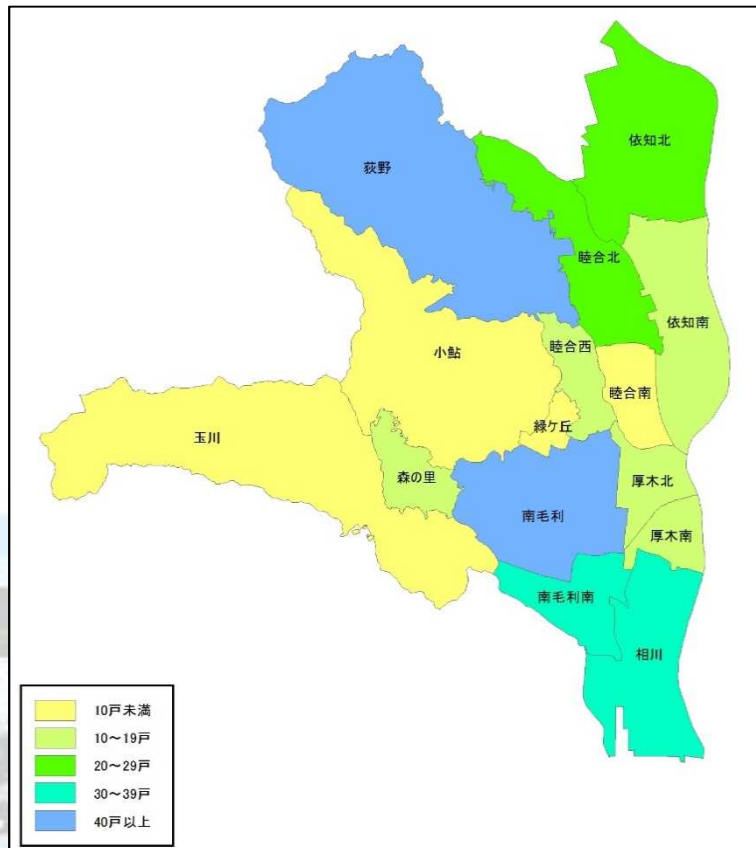 依知北
荻野
睦合北
依知南
睦合西
小鮎
睦合南
緑ケ丘
玉川
森の里
厚木北
南毛利
厚木南
南毛利南
相川
10戸未満
10～19戸
20～29戸
30～39戸
40戸以上